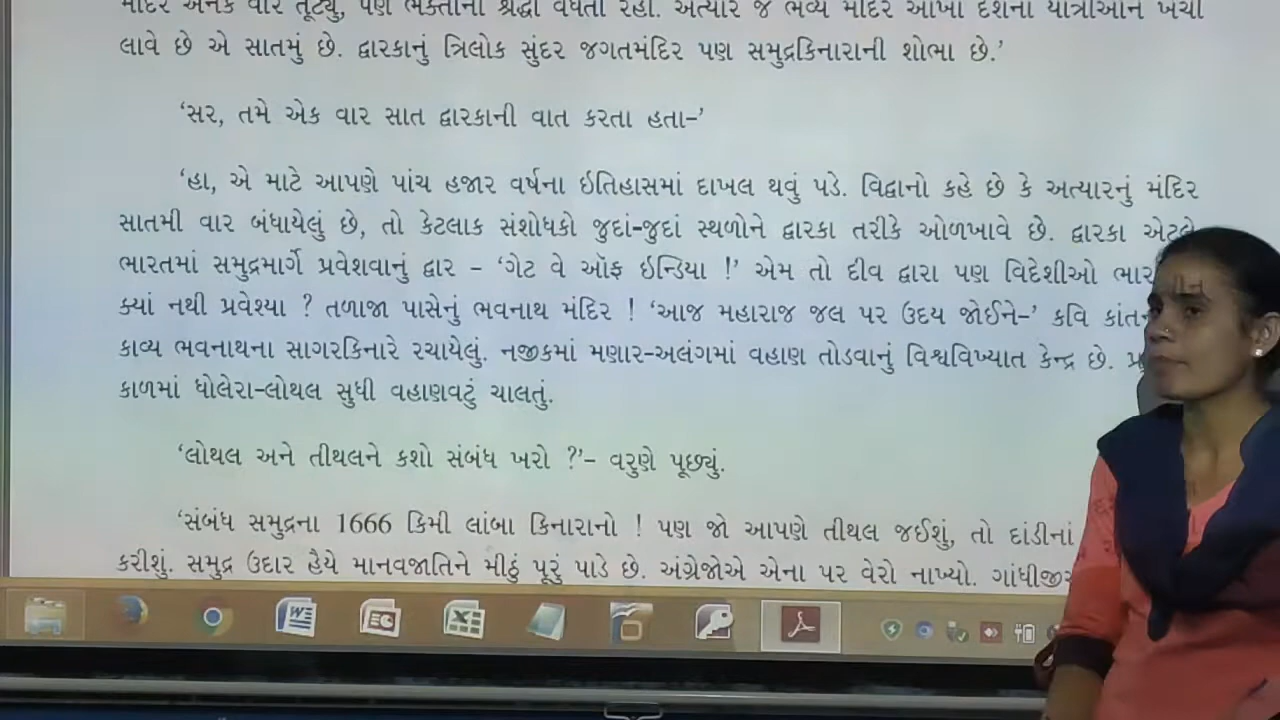 મંદિર અનેક વાર તૂટ્યું, પણ ભક્તોની શ્રદ્ધા વધતી રહી. અત્યારે જે ભવ્ય મંદિર આખા દેશના યાત્રીઓને ખેંચી
લાવે છે એ સાતમું છે. દ્વારકાનું ત્રિલોક સુંદર જગતમંદિર પણ સમુદ્રકિનારાની શોભા છે.’
‘સર, તમે એક વાર સાત દ્વારકાની વાત કરતા હતા–’
‘હા, એ માટે આપણે પાંચ હજાર વર્ષના ઇતિહાસમાં દાખલ થવું પડે. વિદ્વાનો કહે છે કે અત્યારનું મંદિર
સાતમી વાર બંધાયેલું છે, તો કેટલાક સંશોધકો જુદાં-જુદાં સ્થળોને દ્વારકા તરીકે ઓળખાવે છે. દ્વારકા એટલે
ભારતમાં સમુદ્રમાર્ગે પ્રવેશવાનું દ્વાર – ‘ગેટ વે ઑફ ઇન્ડિયા !’ એમ તો દીવ દ્વારા પણ વિદેશીઓ
ક્યાં નથી પ્રવેશ્યા ? તળાજા પાસેનું ભવનાથ મંદિર ! ‘આજ મહારાજ જલ પર ઉદય જોઈને–’ કવિ
કાવ્ય ભવનાથના સાગરકિનારે રચાયેલું. નજીકમાં મણાર-અલંગમાં વહાણ તોડવાનું વિશ્વવિખ્યાત કેન્દ્ર છે.
કાળમાં ધોલેરા-લોથલ સુધી વહાણવટું ચાલતું.
‘લોથલ અને તીથલને કશો સંબંધ ખરો ?’– વરુણે પૂછ્યું.
‘સંબંધ સમુદ્રના 1666 કિમી લાંબા કિનારાનો ! પણ જો આપણે તીથલ જઈશું, તો દાંડીનાં
કરીશું. સમુદ્ર ઉદાર હૈયે માનવજાતિને મીઠું પૂરું પાડે છે. અંગ્રેજોએ એના પર વેરો નાખ્યો.